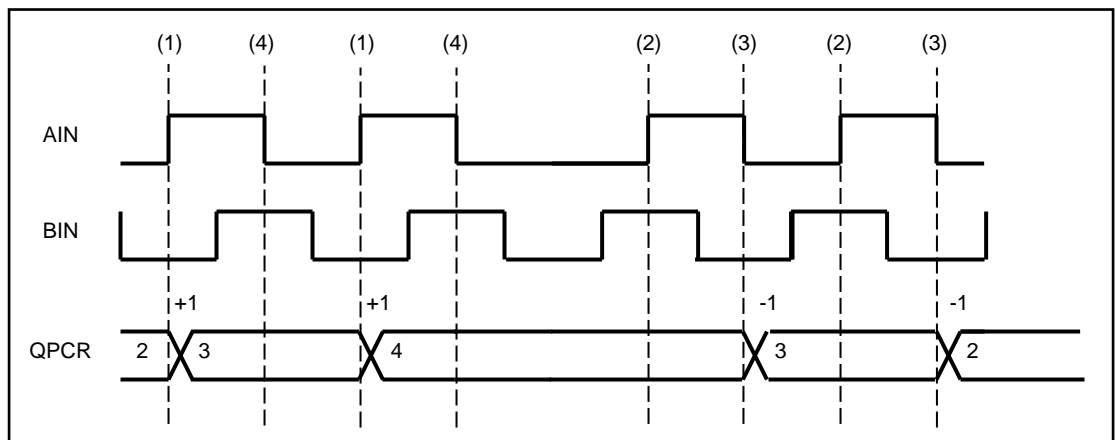 (1) (4) (1) (4) (2) (3) (2) (3)
AIN
BIN
+1 +1 -1 -1
QPCR 2 3 4 3 2